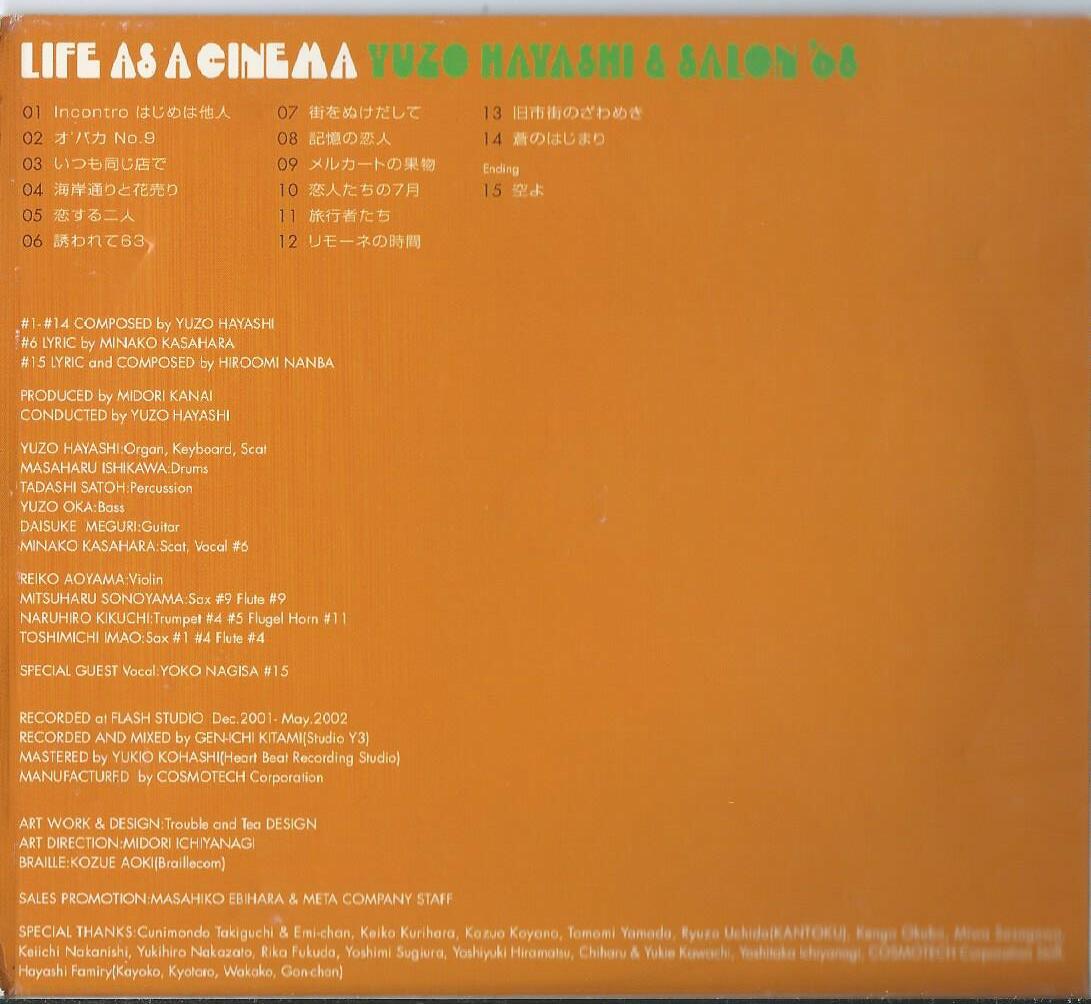 LIFE AS A CINEMA YUZO HAYASHI & SALON '68
01 Incontro はじめは他人
02 オ'バカ No.9
03 いつも同じ店で
04 海岸通りと花売り
05 恋する二人
06 誘われて63
07 街をぬけだして
08 記憶の恋人
09 メルカートの果物
10 恋人たちの7月
11 旅行者たち
12 リモーネの時間
13 旧市街のざわめき
14 蒼のはじまり
Ending
15 空よ
#1-#14 COMPOSED by YUZO HAYASHI
#6 LYRIC by MINAKO KASAHARA
#15 LYRIC and COMPOSED by HIROOMI NANBA
PRODUCED by MIDORI KANAI
CONDUCTED by YUZO HAYASHI
YUZO HAYASHI:Organ, Keyboard, Scat
MASAHARU ISHIKAWA:Drums
TADASHI SATOH:Percussion
YUZO OKA:Bass
DAISUKE MEGURI:Guitar
MINAKO KASAHARA:Scat, Vocal #6
REIKO AOYAMA:Violin
MITSUHARU SONOYAMA:Sax #9 Flute #9
NARUHIRO KIKUCHI:Trumpet #4 #5 Flugel Horn #11
TOSHIMICHI IMAO:Sax #1 #4 Flute #4
SPECIAL GUEST Vocal:YOKO NAGISA #15
RECORDED at FLASH STUDIO Dec.2001- May.2002
RECORDED AND MIXED by GEN-ICHI KITAMI(Studio Y3)
MASTERED by YUKIO KOHASHI(Heart Beat Recording Studio)
MANUFACTURED by COSMOTECH Corporation
ART WORK & DESIGN:Trouble and Tea DESIGN
ART DIRECTION:MIDORI ICHIYANAGI
BRAILLE:KOZUE AOKI(Braillecom)
SALES PROMOTION:MASAHIKO EBIHARA & META COMPANY STAFF
SPECIAL THANKS:Cunimondo Takiguchi & Emi-chan, Keiko Kurihara, Kazuo Koyano, Tomomi Yamada, Ryuzo Uchida(KANTOKU), Kengo
Keiichi Nakanishi, Yukihiro Nakazato, Rika Fukuda, Yoshimi Sugiura, Yoshiyuki Hiramatsu, Chiharu & Yukie Kawachi, Yoshitaka Ichiyanagi, COSMOTECH Corporation
Hayashi Famiry(Kayoko, Kyotaro, Wakako, Gon-chan)